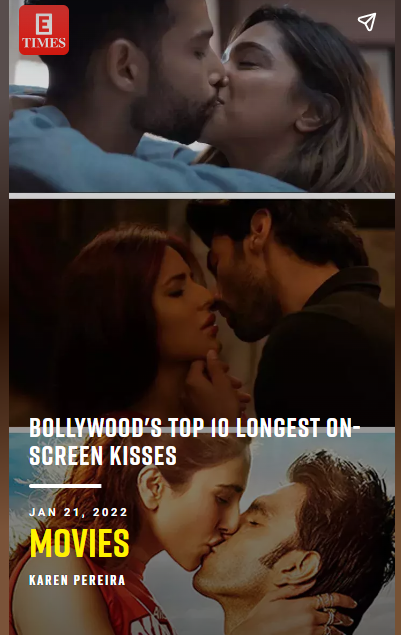 E
TIMES
BOLLYWOOD'S TOP 10 LONGEST ON-
SCREEN KISSES
JAN 21, 2022
MOVIES
KAREN PEREIRA